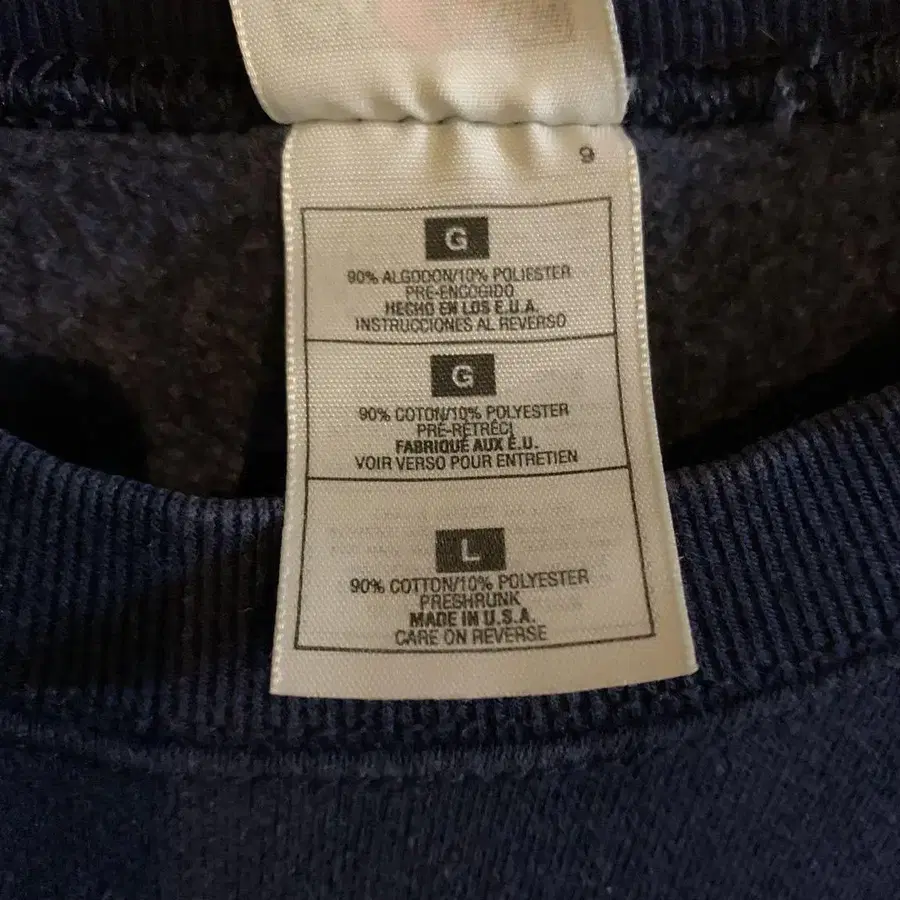 9
G
90% ALGODON/10% POLIESTER
PRE-ENCOGIDO
HECHO EN LOS E.U.A.
INSTRUCCIONES AL REVERSO
G
90% COTON/10% POLYESTER
PRÉ-RÉTRÉCI
FABRIQUÉ AUX É.U.
VOIR VERSO POUR ENTRETIEN
L
90% COTTON/10% POLYESTER
PRESHRUNK
MADE IN U.S.A.
CARE ON REVERSE